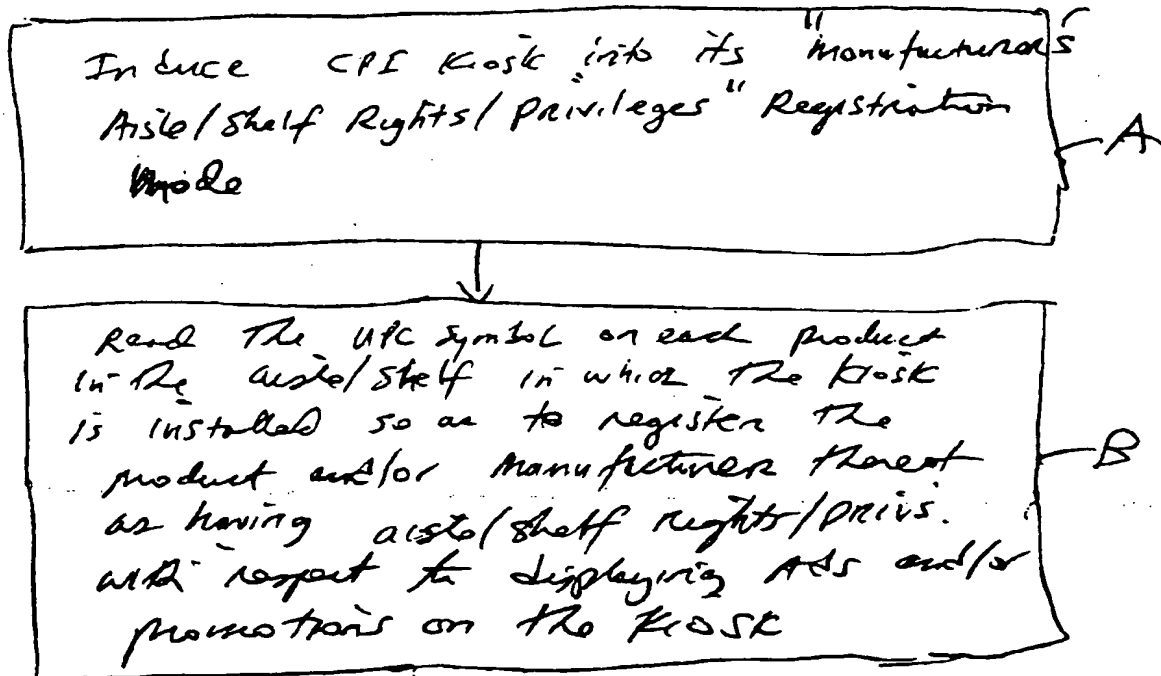 Induce CPI Kiosk into its "Manufacturer's
Aisle/Shelf Rights/Privileges" Registration
Mode
A
Read The UPC Symbol on each product
in the aisle/shelf in which the kiosk
is installed so as to register the
product and/or manufacturer thereof
as having aisle/shelf rights/privs.
with respect to displaying Ads and/or
promotions on the Kiosk
B